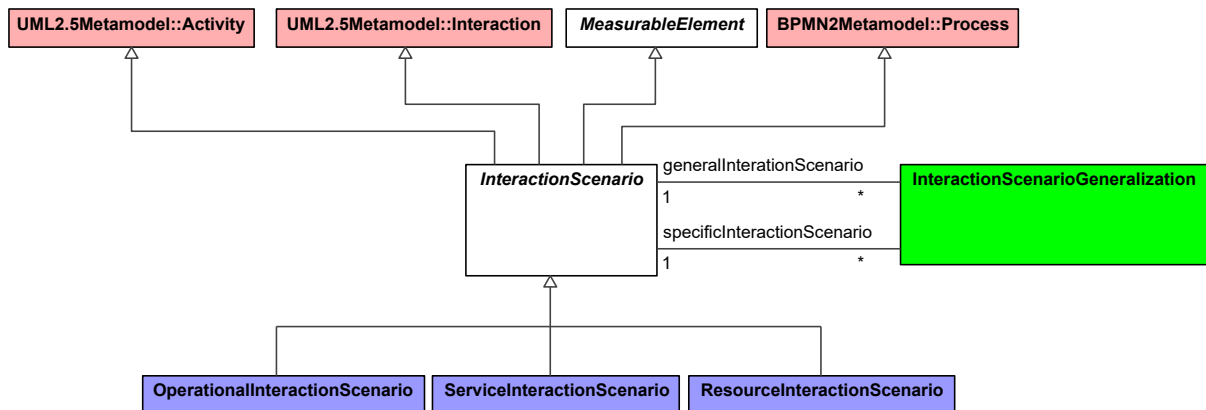 UML2.5Metamodel::Activity
UML2.5Metamodel::Interaction
MeasurableElement
BPMN2Metamodel::Process
InteractionScenario
generalInterationScenario
1
*
InteractionScenarioGeneralization
specificInteractionScenario
1
*
OperationalInteractionScenario
ServiceInteractionScenario
ResourceInteractionScenario